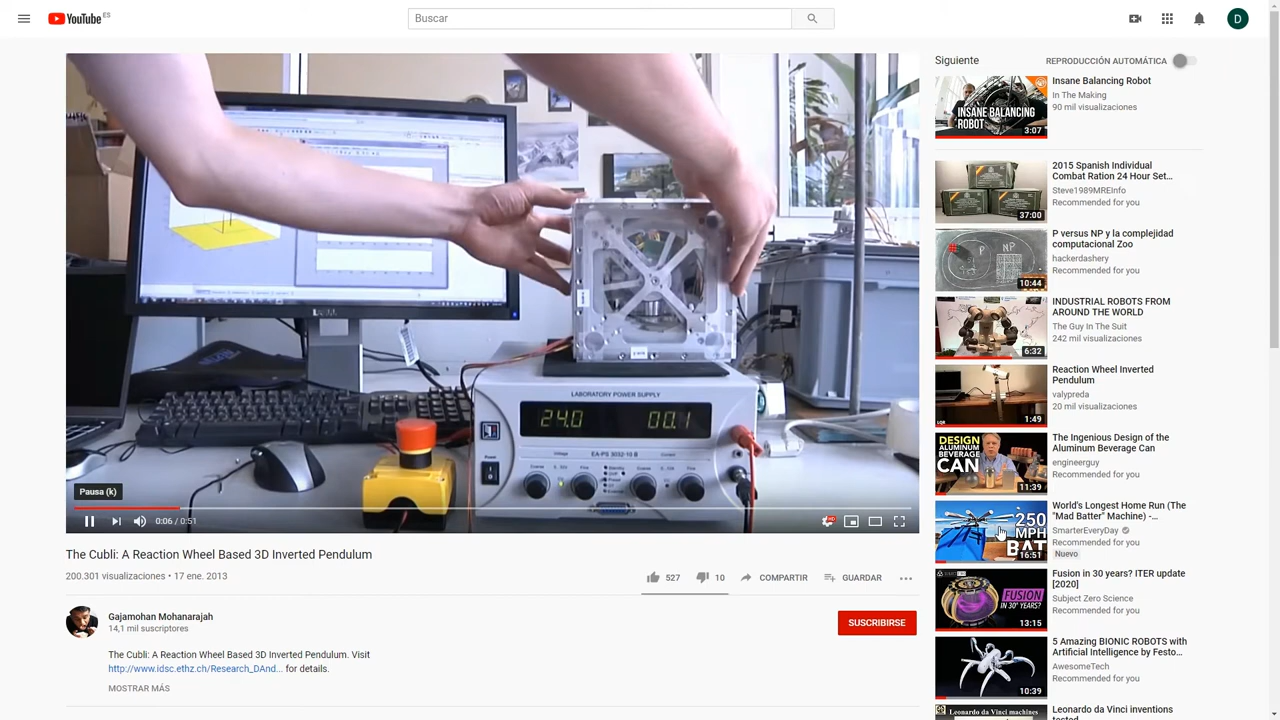 YouTube ES
Buscar
D
LABORATORY POWER SUPPLY
24.0 00.1
EA-PS 3032-10 B
Pausa (k)
0:06 / 0:51
HD
The Cubli: A Reaction Wheel Based 3D Inverted Pendulum
200.301 visualizaciones • 17 ene. 2013
527
10
COMPARTIR
GUARDAR
Gajamohan Mohanarajah
14,1 mil suscriptores
SUSCRIBIRSE
The Cubli: A Reaction Wheel Based 3D Inverted Pendulum. Visit
http://www.idsc.ethz.ch/Research_DAnd... for details.
MOSTRAR MÁS
Siguiente
REPRODUCCIÓN AUTOMÁTICA
INSANE BALANCING
ROBOT
3:07
Insane Balancing Robot
In The Making
90 mil visualizaciones
37:00
2015 Spanish Individual
Combat Ration 24 Hour Set...
Steve1989MREInfo
Recommended for you
P
NP
10:44
P versus NP y la complejidad
computacional Zoo
hackerdashery
Recommended for you
6:32
INDUSTRIAL ROBOTS FROM
AROUND THE WORLD
The Guy In The Suit
242 mil visualizaciones
1:49
Reaction Wheel Inverted
Pendulum
valypreda
20 mil visualizaciones
DESIGN
ALUMINUM
BEVERAGE
CAN
11:39
The Ingenious Design of the
Aluminum Beverage Can
engineerguy
Recommended for you
250
MPH
BAT
16:51
World's Longest Home Run (The
"Mad Batter" Machine) -...
SmarterEveryDay
Recommended for you
Nuevo
FUSION
IN 30 YEARS?
13:15
Fusion in 30 years? ITER update
[2020]
Subject Zero Science
Recommended for you
10:39
5 Amazing BIONIC ROBOTS with
Artificial Intelligence by Festo...
AwesomeTech
Recommended for you
Leonardo da Vinci machines
Leonardo da Vinci inventions
tested